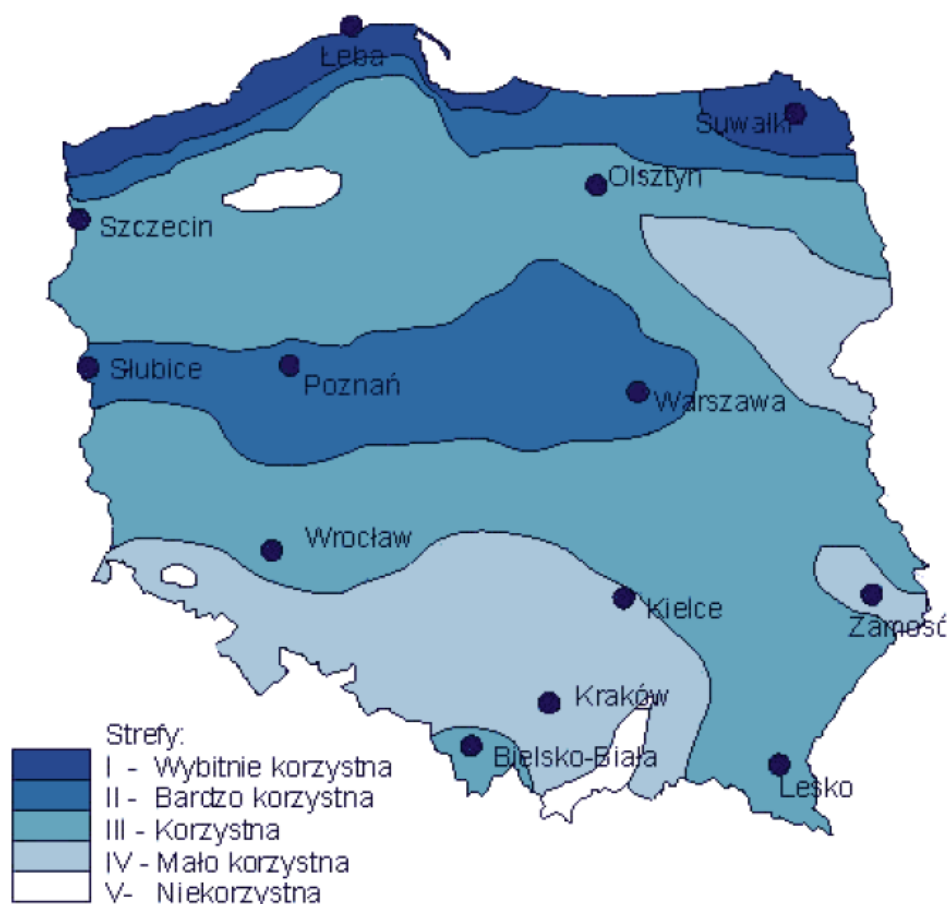 Łeba
Suwałki
Olsztyn
Szczecin
Słubice
Poznań
Warszawa
Wrocław
Kielce
Zamość
Kraków
Bielsko-Biała
Lesko
Strefy:
I - Wybitnie korzystna
II - Bardzo korzystna
III - Korzystna
IV - Mało korzystna
V- Niekorzystna